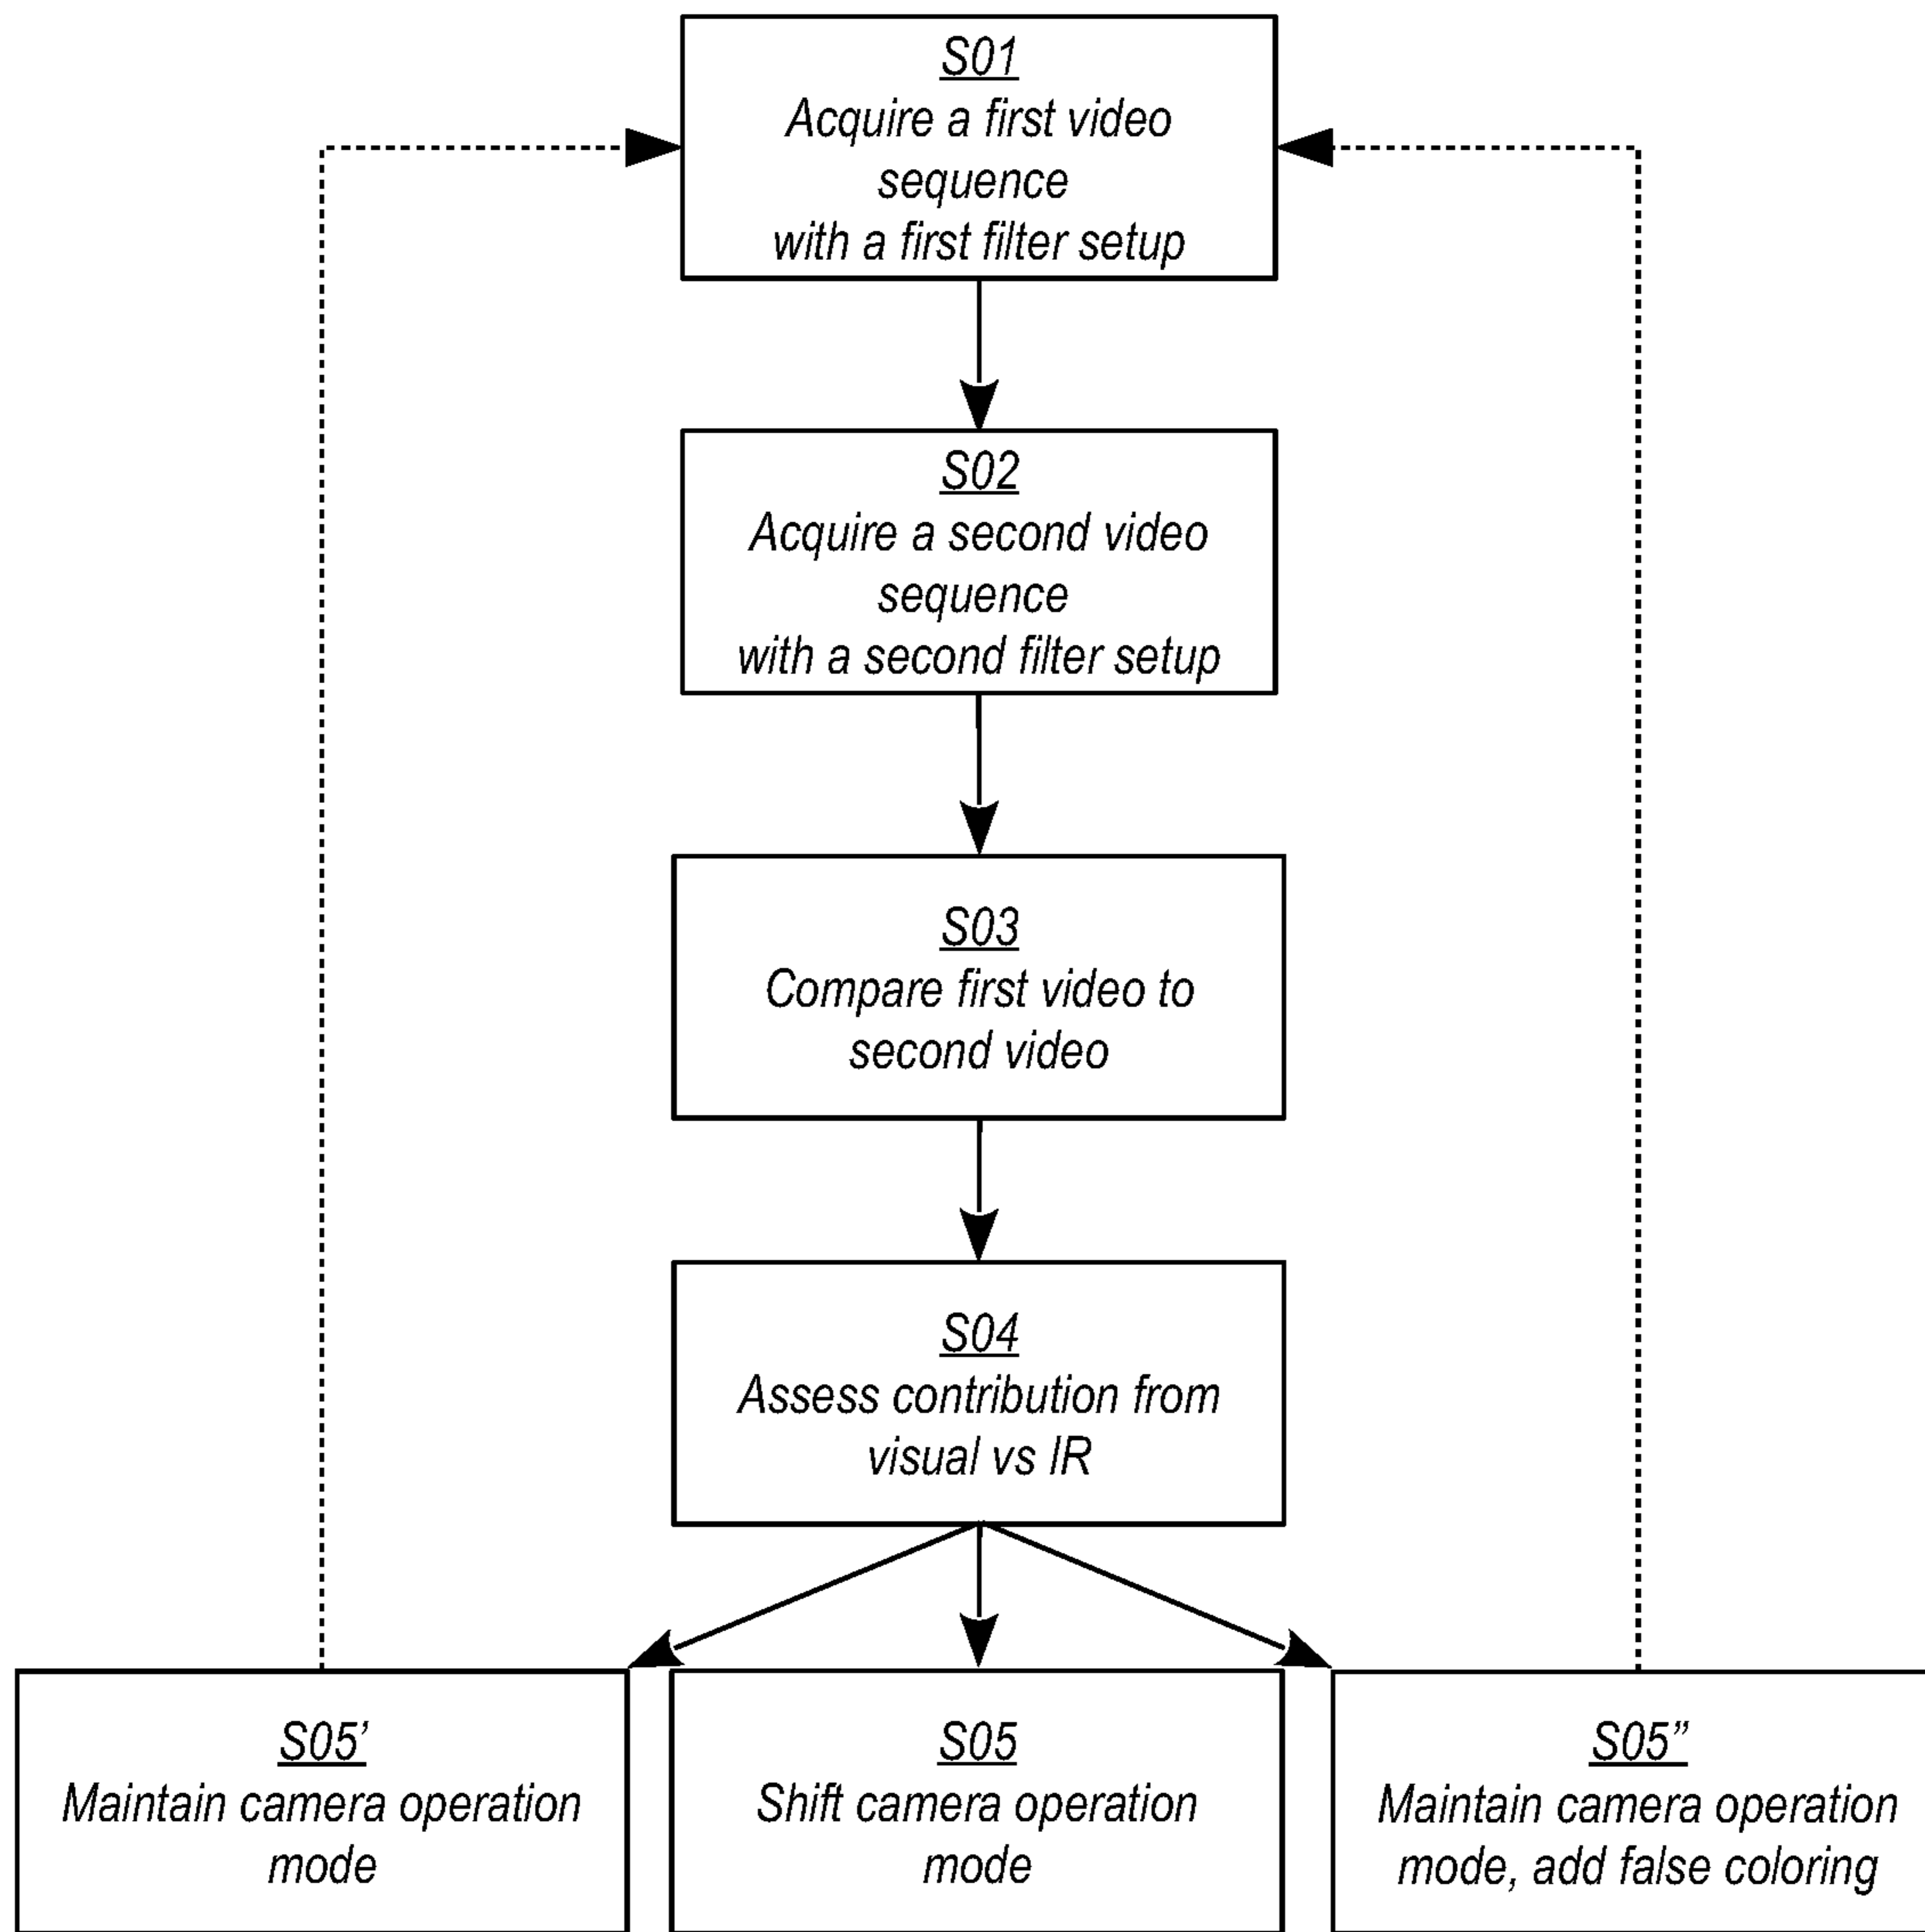 S01
Acquire a first video
sequence
with a first filter setup
S02
Acquire a second video
sequence
with a second filter setup
S03
Compare first video to
second video
S04
Assess contribution from
visual vs IR
S05’
Maintain camera operation
mode
S05
Shift camera operation
mode
S05”
Maintain camera operation
mode, add false coloring